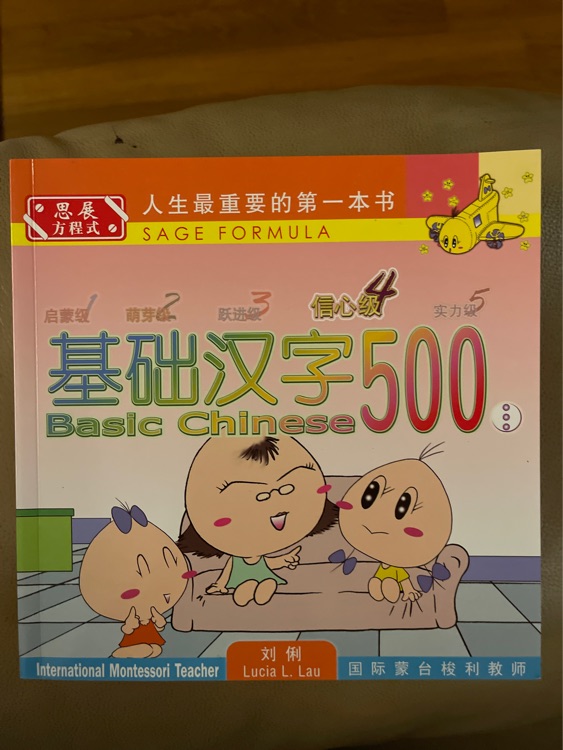 思展
方程式
人生最重要的第一本书
SAGE FORMULA
启蒙级1 萌芽级2 跃进级3 信心级4 实力级5
基础汉字500
Basic Chinese
International Montessori Teacher
刘俐
Lucia L. Lau
国际蒙台梭利教师